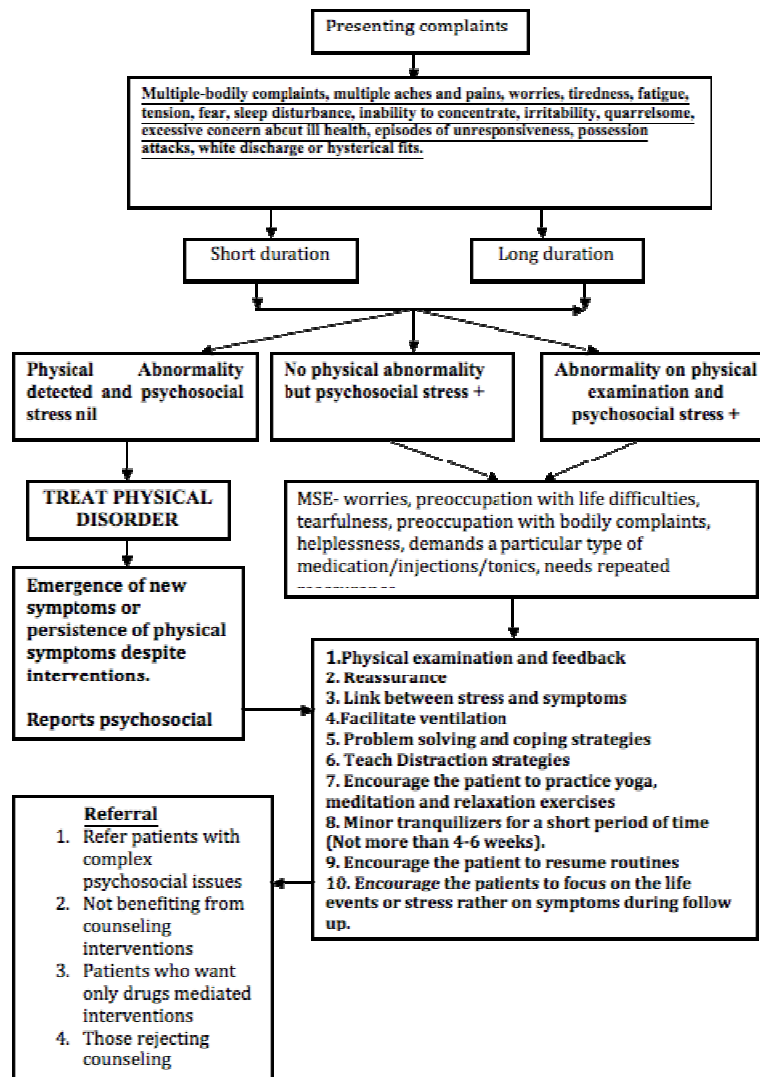 Presenting complaints
Multiple-bodily complaints, multiple aches and pains, worries, tiredness, fatigue,
tension, fear, sleep disturbance, inability to concentrate, irritability, quarrelsome,
excessive concern about ill health, episodes of unresponsiveness, possession
attacks, white discharge or hysterical fits.
Short duration
Long duration
Physical Abnormality
detected and psychosocial
stress nil
No physical abnormality
but psychosocial stress +
Abnormality on physical
examination and
psychosocial stress +
TREAT PHYSICAL
DISORDER
MSE- worries, preoccupation with life difficulties,
tearfulness, preoccupation with bodily complaints,
helplessness, demands a particular type of
medication/injections/tonics, needs repeated
Emergence of new
symptoms or
persistence of physical
symptoms despite
interventions.
Reports psychosocial
1.Physical examination and feedback
2. Reassurance
3. Link between stress and symptoms
4.Facilitate ventilation
5. Problem solving and coping strategies
6. Teach Distraction strategies
7. Encourage the patient to practice yoga,
meditation and relaxation exercises
8. Minor tranquilizers for a short period of time
(Not more than 4-6 weeks).
9. Encourage the patient to resume routines
10. Encourage the patients to focus on the life
events or stress rather on symptoms during follow
up.
Referral
1. Refer patients with
complex
psychosocial issues
2. Not benefiting from
counseling
interventions
3. Patients who want
only drugs mediated
interventions
4. Those rejecting
counseling